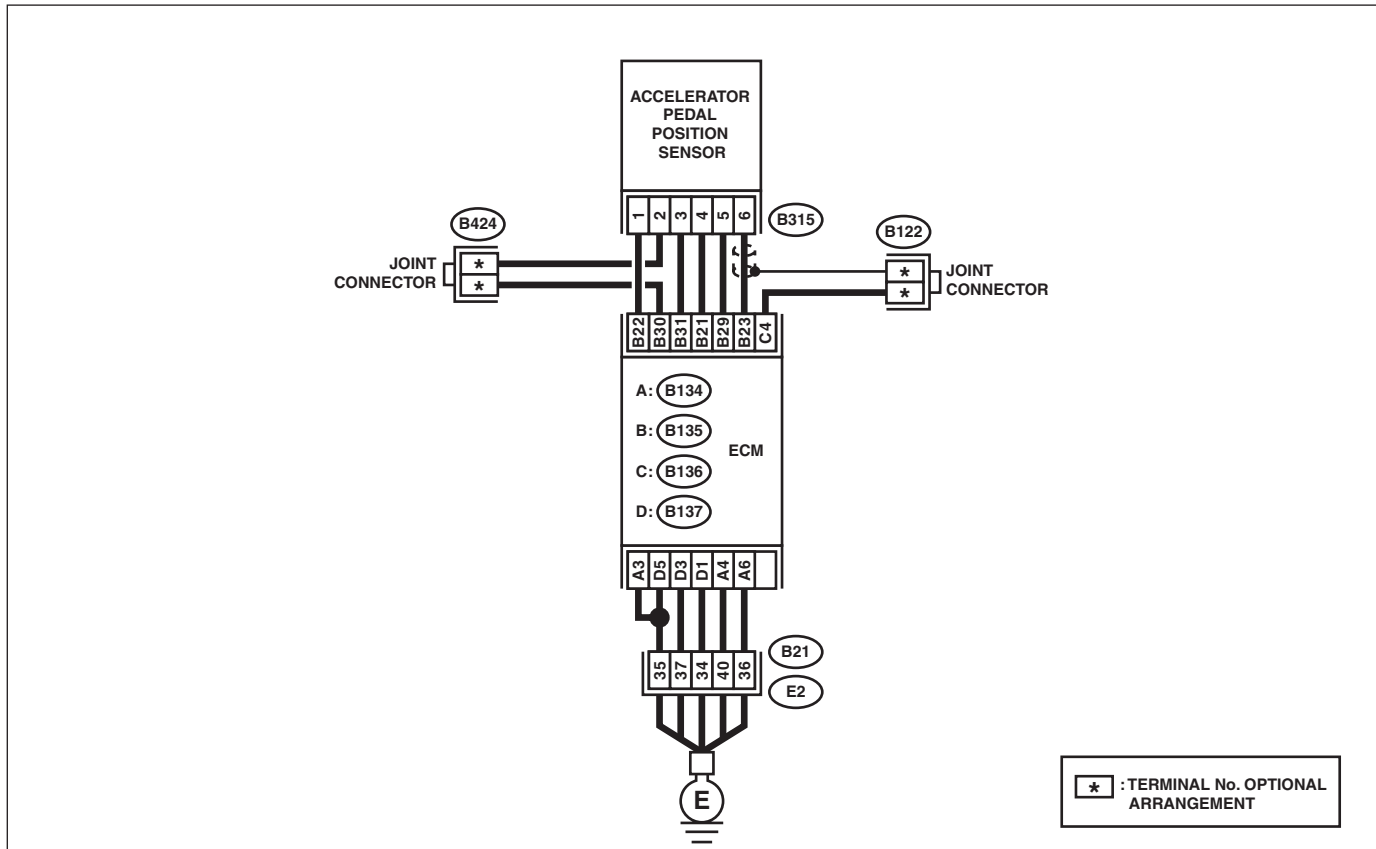 ACCELERATOR
PEDAL
POSITION
SENSOR
1 2 3 4 5 6
B315
B424
B122
JOINT
CONNECTOR
*
*
*
*
JOINT
CONNECTOR
B22 B30 B31 B21 B29 B23 C4
A: B134
B: B135
ECM
C: B136
D: B137
A3 D5 D3 D1 A4 A6
B21
35 37 34 40 36
E2
E
* : TERMINAL No. OPTIONAL
ARRANGEMENT